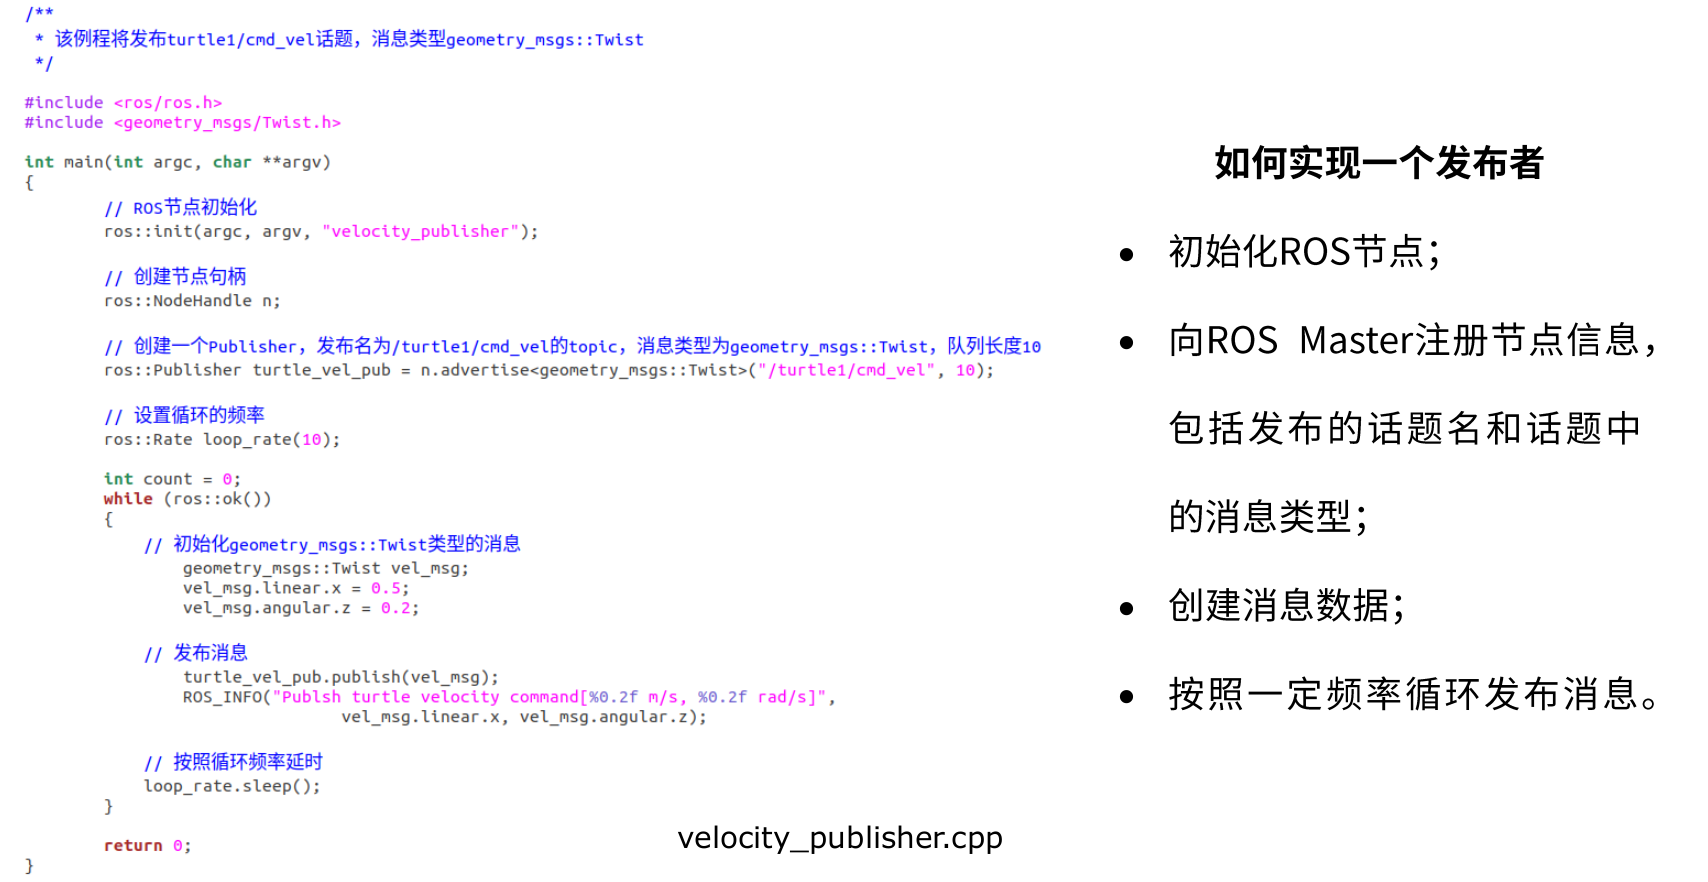 /**
 * 该例程将发布turtle1/cmd_vel话题，消息类型geometry_msgs::Twist
 */
#include <ros/ros.h>
#include <geometry_msgs/Twist.h>
int main(int argc, char **argv)
{
// ROS节点初始化
ros::init(argc, argv, "velocity_publisher");
// 创建节点句柄
ros::NodeHandle n;
// 创建一个Publisher，发布名为/turtle1/cmd_vel的topic，消息类型为geometry_msgs::Twist，队列长度10
ros::Publisher turtle_vel_pub = n.advertise<geometry_msgs::Twist>("/turtle1/cmd_vel", 10);
// 设置循环的频率
ros::Rate loop_rate(10);
int count = 0;
while (ros::ok())
{
// 初始化geometry_msgs::Twist类型的消息
geometry_msgs::Twist vel_msg;
vel_msg.linear.x = 0.5;
vel_msg.angular.z = 0.2;
// 发布消息
turtle_vel_pub.publish(vel_msg);
ROS_INFO("Publsh turtle velocity command[%0.2f m/s, %0.2f rad/s]",
vel_msg.linear.x, vel_msg.angular.z);
// 按照循环频率延时
loop_rate.sleep();
}
return 0;
}
velocity_publisher.cpp
如何实现一个发布者
● 初始化ROS节点；
● 向ROS Master注册节点信息，
包括发布的话题名和话题中
的消息类型；
● 创建消息数据；
● 按照一定频率循环发布消息。